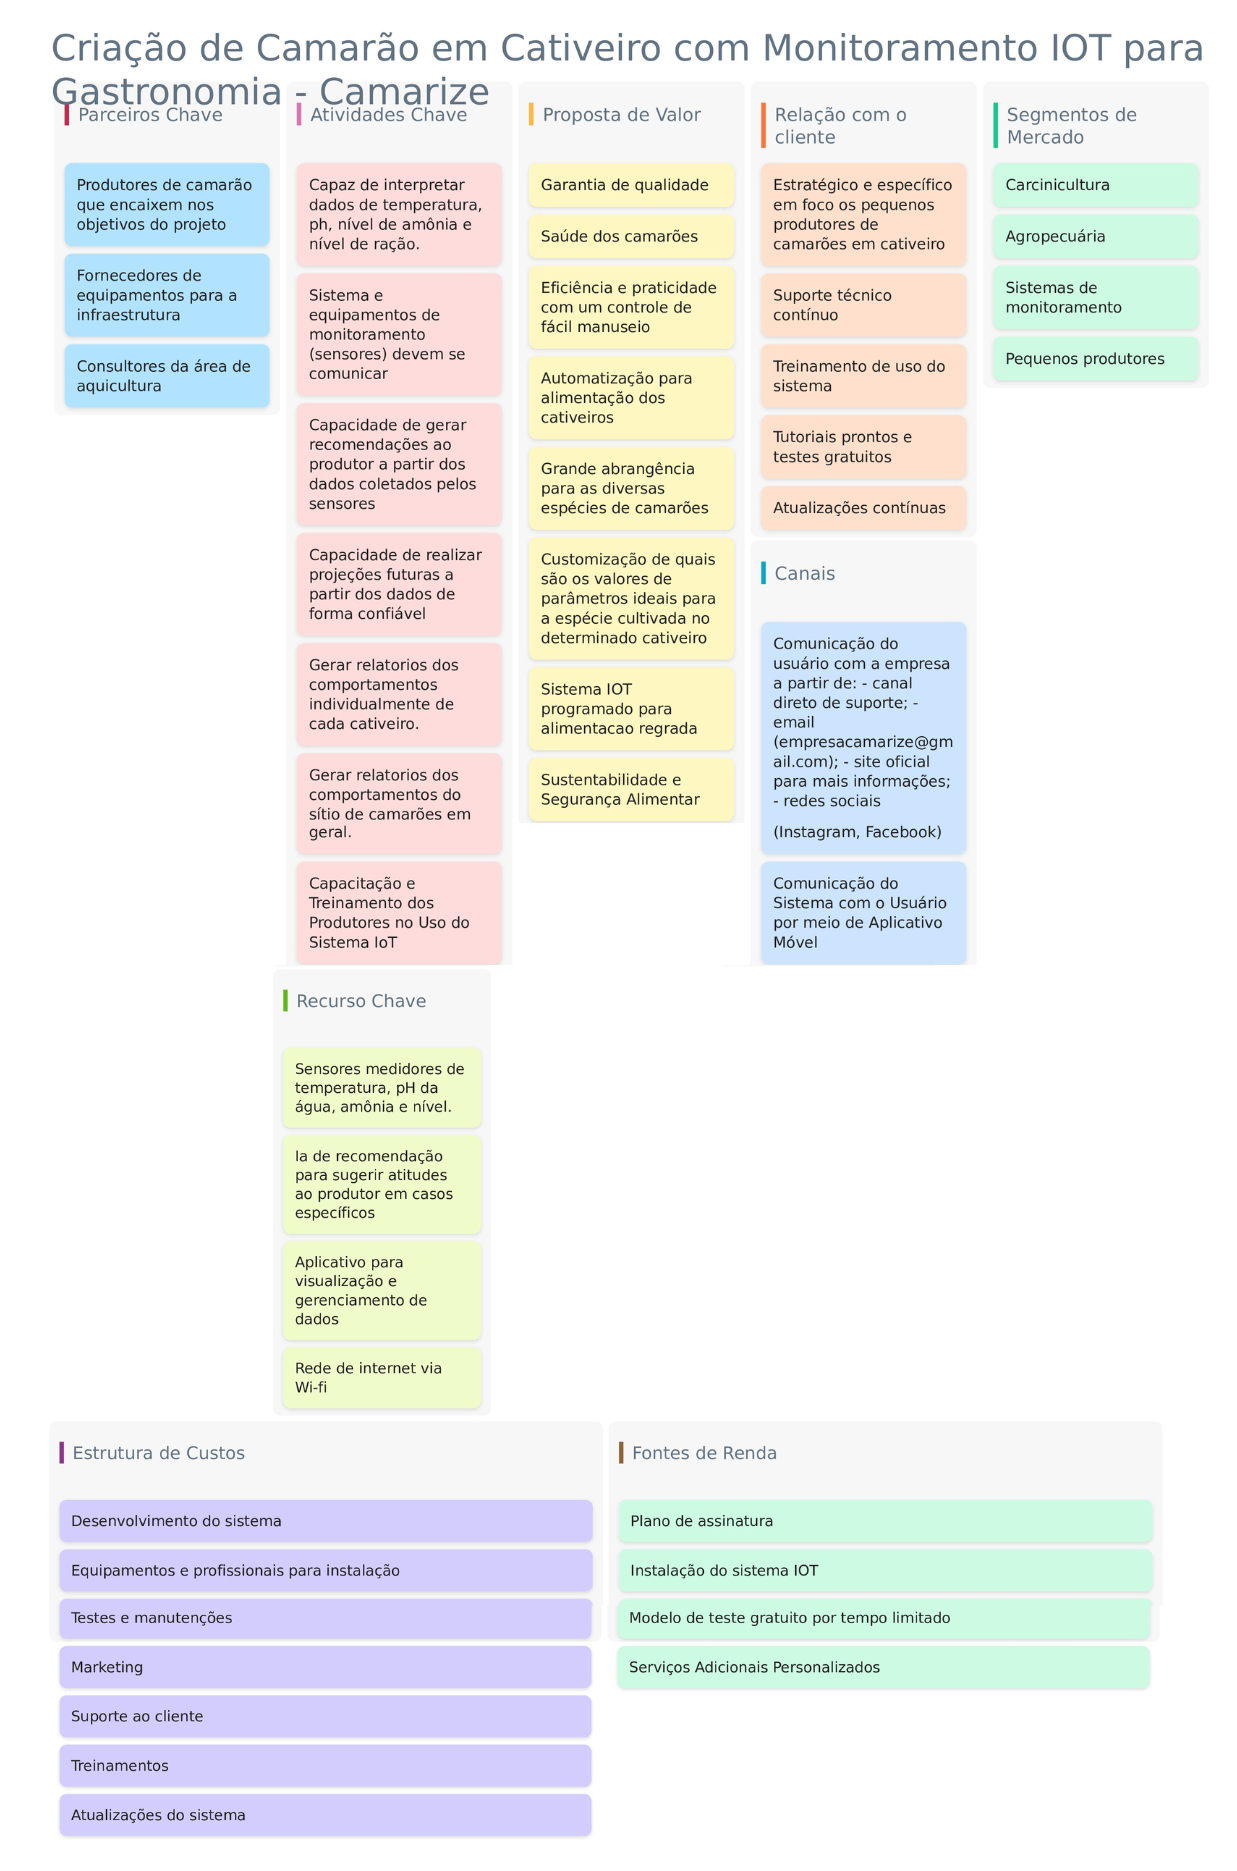 Criação de Camarão em Cativeiro com Monitoramento IOT para
Gastronomia - Camarize
Parceiros Chave
Produtores de camarão
que encaixem nos
objetivos do projeto
Fornecedores de
equipamentos para a
infraestrutura
Consultores da área de
aquicultura
Atividades Chave
Capaz de interpretar
dados de temperatura,
ph, nível de amônia e
nível de ração.
Sistema e
equipamentos de
monitoramento
(sensores) devem se
comunicar
Capacidade de gerar
recomendações ao
produtor a partir dos
dados coletados pelos
sensores
Capacidade de realizar
projeções futuras a
partir dos dados de
forma confiável
Gerar relatorios dos
comportamentos
individualmente de
cada cativeiro.
Gerar relatorios dos
comportamentos do
sítio de camarões em
geral.
Capacitação e
Treinamento dos
Produtores no Uso do
Sistema IoT
Proposta de Valor
Garantia de qualidade
Saúde dos camarões
Eficiência e praticidade
com um controle de
fácil manuseio
Automatização para
alimentação dos
cativeiros
Grande abrangência
para as diversas
espécies de camarões
Customização de quais
são os valores de
parâmetros ideais para
a espécie cultivada no
determinado cativeiro
Sistema IOT
programado para
alimentacao regrada
Sustentabilidade e
Segurança Alimentar
Relação com o
cliente
Estratégico e específico
em foco os pequenos
produtores de
camarões em cativeiro
Suporte técnico
contínuo
Treinamento de uso do
sistema
Tutoriais prontos e
testes gratuitos
Atualizações contínuas
Canais
Comunicação do
usuário com a empresa
a partir de: - canal
direto de suporte; -
email
(empresacamarize@gm
ail.com); - site oficial
para mais informações;
- redes sociais
(Instagram, Facebook)
Comunicação do
Sistema com o Usuário
por meio de Aplicativo
Móvel
Segmentos de
Mercado
Carcinicultura
Agropecuária
Sistemas de
monitoramento
Pequenos produtores
Recurso Chave
Sensores medidores de
temperatura, pH da
água, amônia e nível.
Ia de recomendação
para sugerir atitudes
ao produtor em casos
específicos
Aplicativo para
visualização e
gerenciamento de
dados
Rede de internet via
Wi-fi
Estrutura de Custos
Desenvolvimento do sistema
Equipamentos e profissionais para instalação
Testes e manutenções
Marketing
Suporte ao cliente
Treinamentos
Atualizações do sistema
Fontes de Renda
Plano de assinatura
Instalação do sistema IOT
Modelo de teste gratuito por tempo limitado
Serviços Adicionais Personalizados